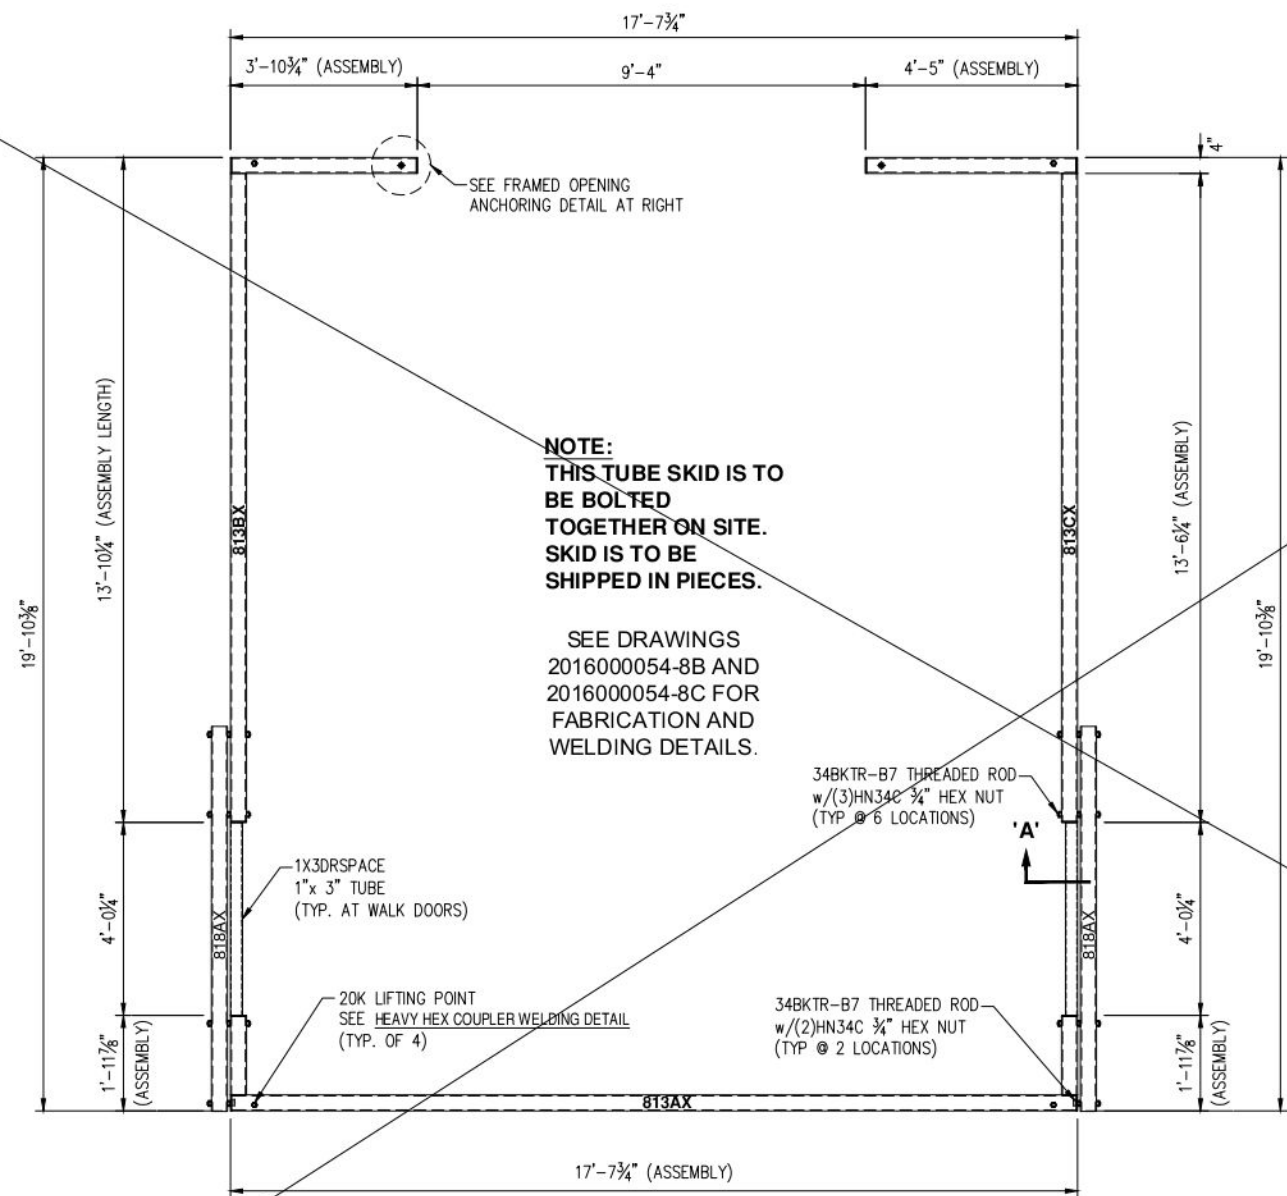 17'-7¾"
3'-10¾" (ASSEMBLY)
9'-4"
4'-5" (ASSEMBLY)
4"
SEE FRAMED OPENING
ANCHORING DETAIL AT RIGHT
13'-10¼" (ASSEMBLY LENGTH)
19'-10⅜"
813BX
NOTE:
THIS TUBE SKID IS TO
BE BOLTED
TOGETHER ON SITE.
SKID IS TO BE
SHIPPED IN PIECES.
SEE DRAWINGS
2016000054-8B AND
2016000054-8C FOR
FABRICATION AND
WELDING DETAILS.
813CX
13'-6¼" (ASSEMBLY)
19'-10⅜"
34BKTR-B7 THREADED ROD
w/(3)HN34C ¾" HEX NUT
(TYP @ 6 LOCATIONS)
'A'
1X3DRSPACE
1"x 3" TUBE
(TYP. AT WALK DOORS)
4'-0¼"
818AX
818AX
4'-0¼"
20K LIFTING POINT
SEE HEAVY HEX COUPLER WELDING DETAIL
(TYP. OF 4)
34BKTR-B7 THREADED ROD
w/(2)HN34C ¾" HEX NUT
(TYP @ 2 LOCATIONS)
1'-11⅞"
(ASSEMBLY)
1'-11⅞"
(ASSEMBLY)
813AX
17'-7¾" (ASSEMBLY)